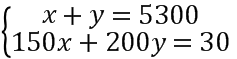 x + y = 5300
150x + 200y = 30